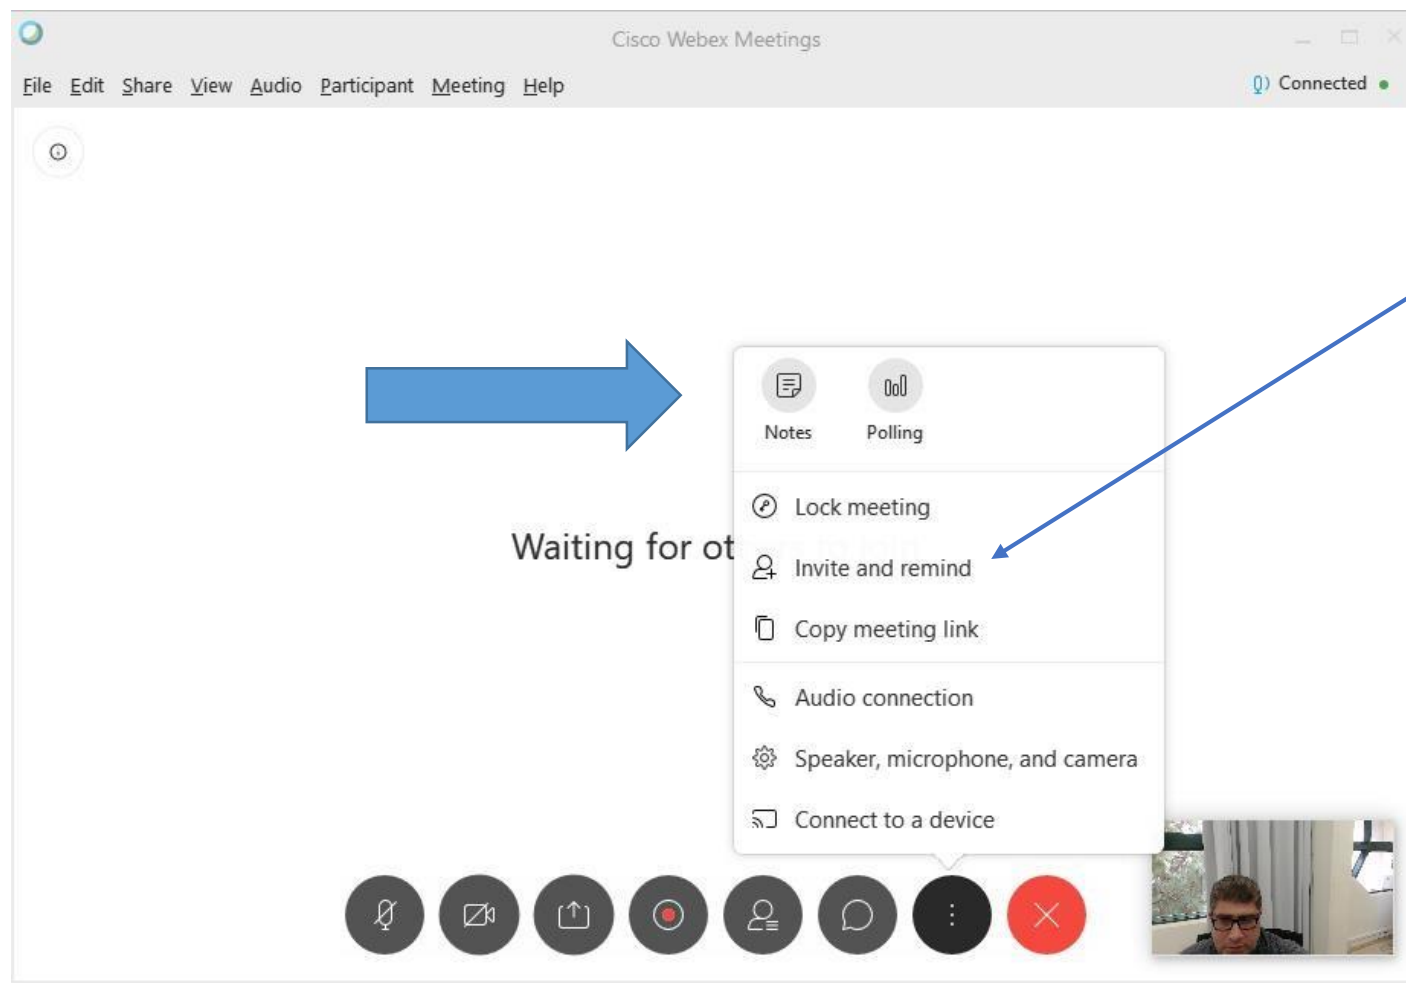 Cisco Webex Meetings
File Edit Share View Audio Participant Meeting Help
Connected
Notes Polling
Lock meeting
Waiting for
Invite and remind
Copy meeting link
Audio connection
Speaker, microphone, and camera
Connect to a device